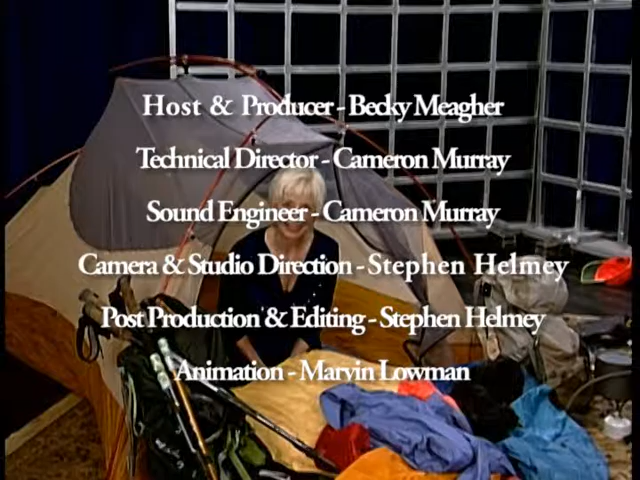 Host & Producer - Becky Meagher
Technical Director - Cameron Murray
Sound Engineer - Cameron Murray
Camera & Studio Direction - Stephen Helmey
Post Production & Editing - Stephen Helmey
Animation - Marvin Lowman